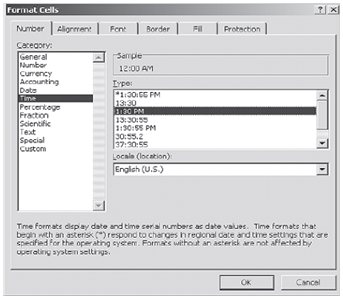 Format Cells
Number Alignment Font Border Fill Protection
Category:
General
Number
Currency
Accounting
Date
Time
Percentage
Fraction
Scientific
Text
Special
Custom
Sample
12:00 AM
Type:
*1:30:55 PM
13:30
1:30 PM
13:30:55
1:30:55 PM
30:55.2
37:30:55
Locale (location):
English (U.S.)
Time formats display date and time serial numbers as date values. Time formats that
begin with an asterisk (*) respond to changes in regional date and time settings that are
specified for the operating system. Formats without an asterisk are not affected by
operating system settings.
OK Cancel